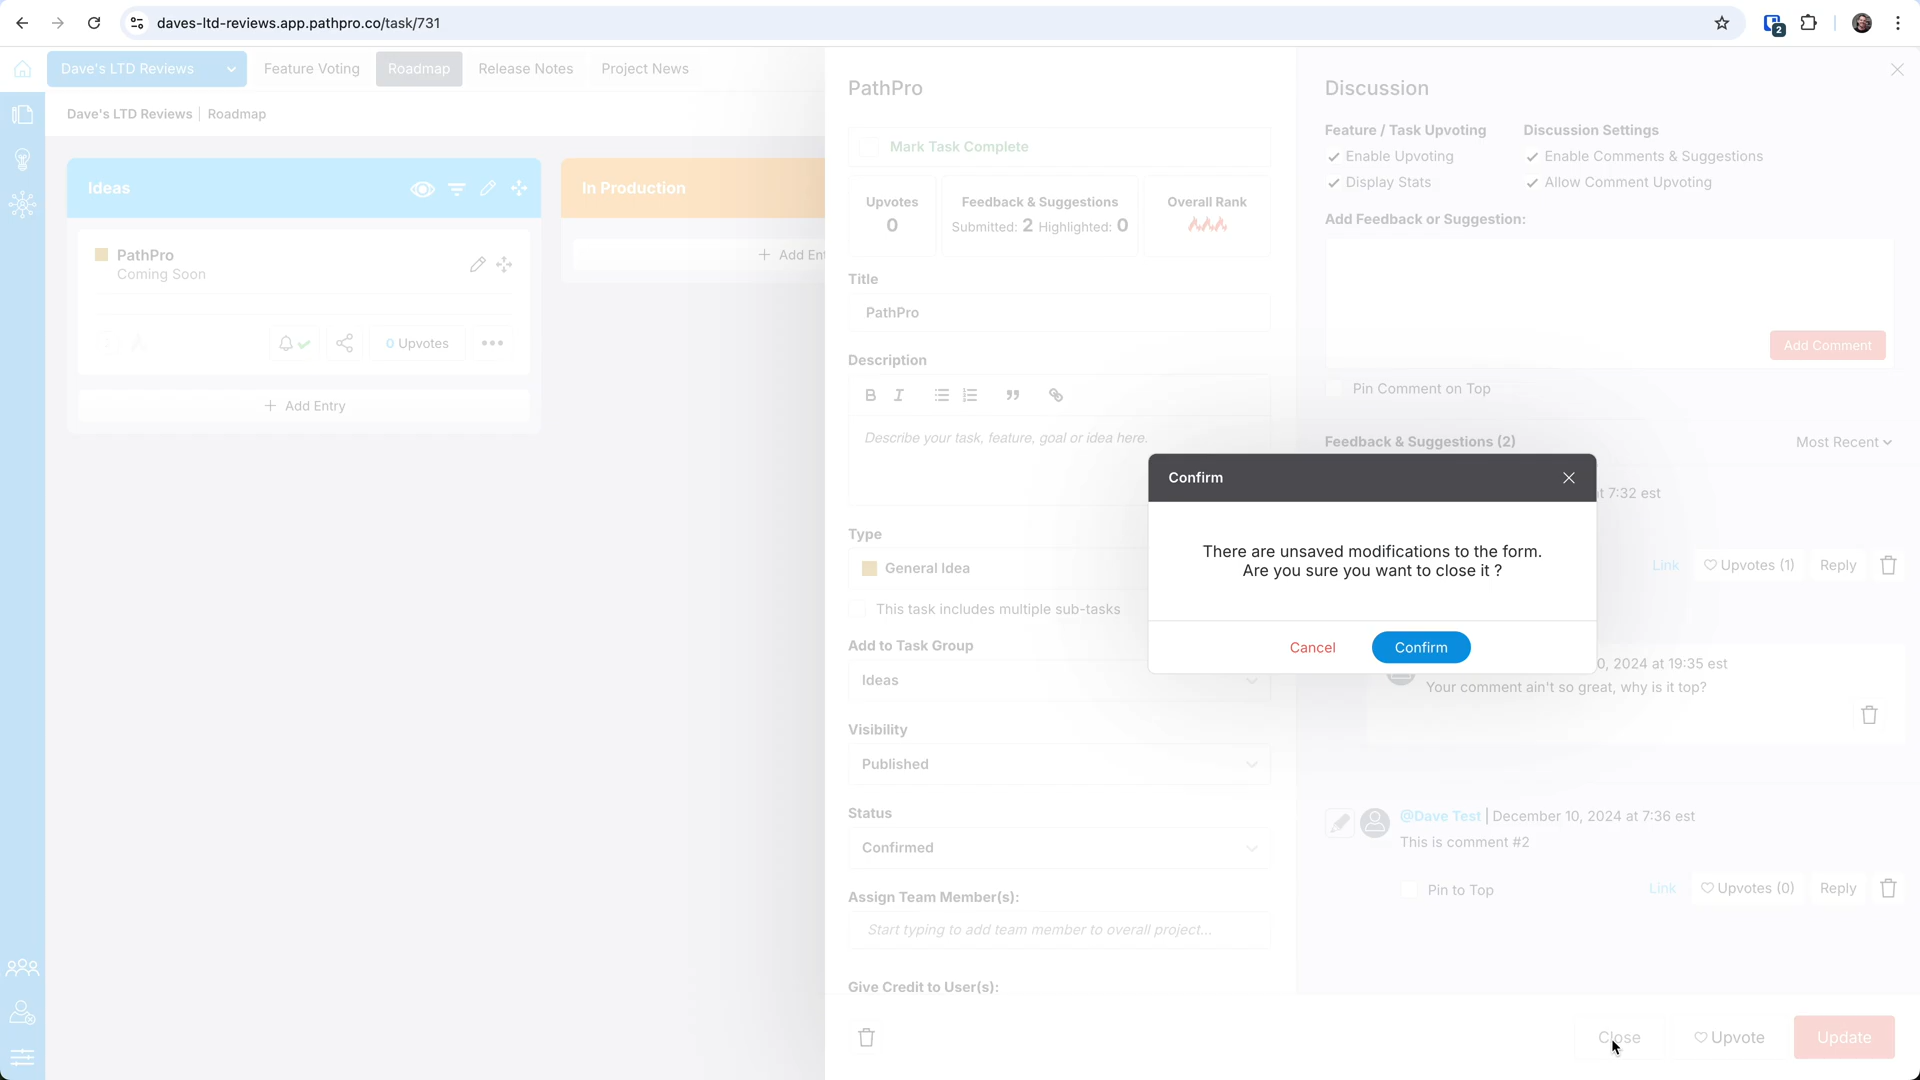 daves-ltd-reviews.app.pathpro.co/task/731
2
Dave's LTD Reviews
Feature Voting
Roadmap
Release Notes
Project News
Dave's LTD Reviews | Roadmap
Ideas
PathPro
Coming Soon
0 Upvotes
+ Add Entry
In Production
+ Add Ent
PathPro
Mark Task Complete
Upvotes
0
Feedback & Suggestions
Submitted: 2 Highlighted: 0
Overall Rank
Title
PathPro
Description
B I
Describe your task, feature, goal or idea here.
Type
General Idea
This task includes multiple sub-tasks
Add to Task Group
Ideas
Visibility
Published
Status
Confirmed
Assign Team Member(s):
Start typing to add team member to overall project...
Give Credit to User(s):
Discussion
Feature / Task Upvoting
Enable Upvoting
Display Stats
Discussion Settings
Enable Comments & Suggestions
Allow Comment Upvoting
Add Feedback or Suggestion:
Add Comment
Pin Comment on Top
Feedback & Suggestions (2)
Most Recent
t 7:32 est
Link
Upvotes (1)
Reply
0, 2024 at 19:35 est
Your comment ain't so great, why is it top?
@Dave Test | December 10, 2024 at 7:36 est
This is comment #2
Pin to Top
Link
Upvotes (0)
Reply
Confirm
There are unsaved modifications to the form.
Are you sure you want to close it ?
Cancel
Confirm
Close
Upvote
Update